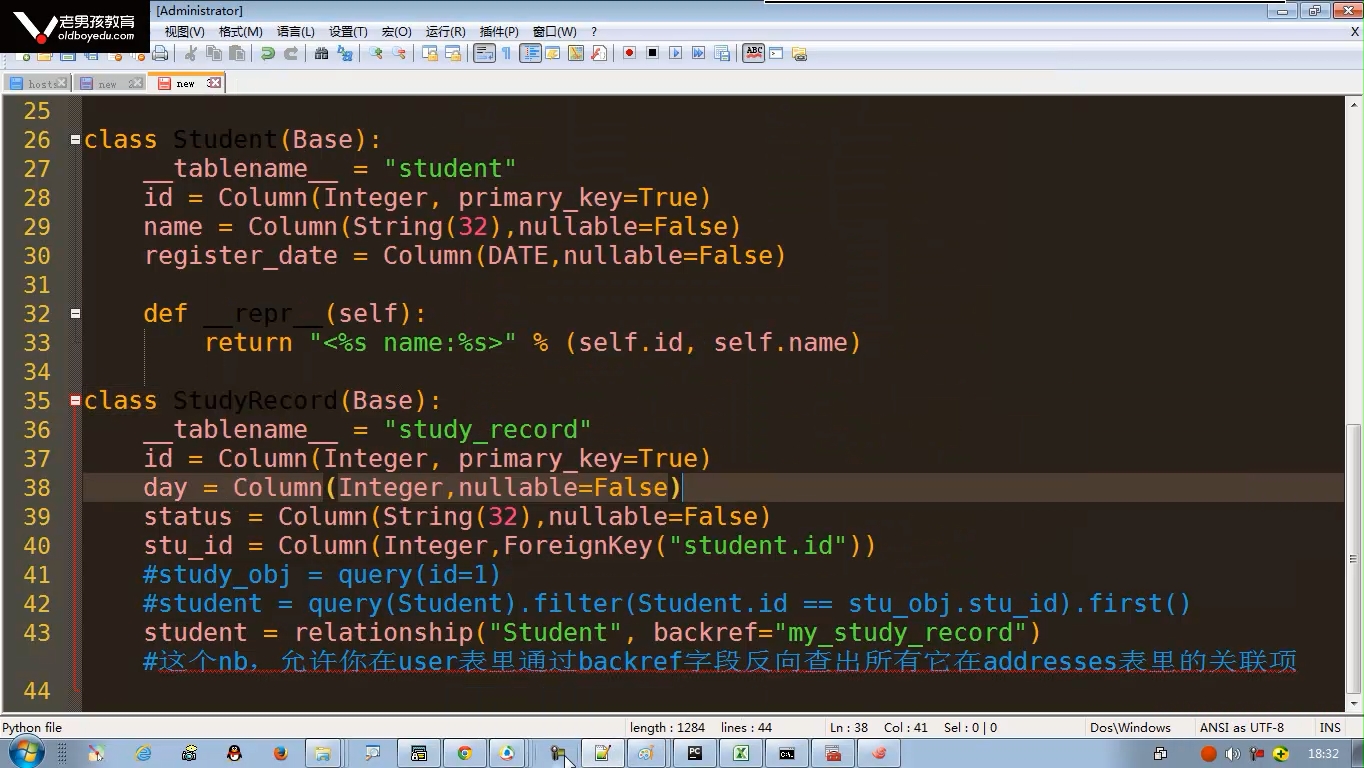 [Administrator]
老男孩教育
oldboyedu.com
视图(V) 格式(M) 语言(L) 设置(T) 宏(O) 运行(R) 插件(P) 窗口(W) ? X
ABC
hosts new 2 new 3
25
26 class Student(Base):
27 __tablename__ = "student"
28 id = Column(Integer, primary_key=True)
29 name = Column(String(32),nullable=False)
30 register_date = Column(DATE,nullable=False)
31
32 def __repr__(self):
33 return "<%s name:%s>" % (self.id, self.name)
34
35 class StudyRecord(Base):
36 __tablename__ = "study_record"
37 id = Column(Integer, primary_key=True)
38 day = Column(Integer,nullable=False)
39 status = Column(String(32),nullable=False)
40 stu_id = Column(Integer,ForeignKey("student.id"))
41 #study_obj = query(id=1)
42 #student = query(Student).filter(Student.id == stu_obj.stu_id).first()
43 student = relationship("Student", backref="my_study_record")
#这个nb，允许你在user表里通过backref字段反向查出所有它在addresses表里的关联项
44
Python file length : 1284 lines : 44 Ln : 38 Col : 41 Sel : 0 | 0 Dos\Windows ANSI as UTF-8 INS
PC 18:32